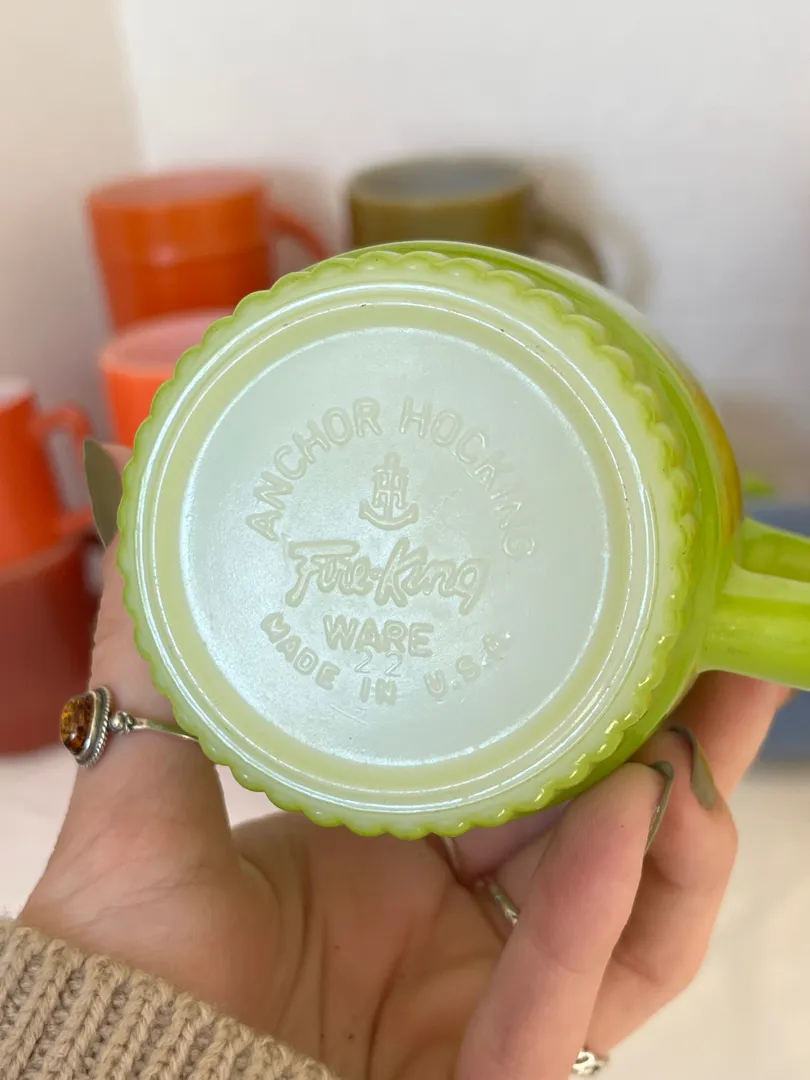 ANCHOR HOCKING
Fire-King
WARE
22
MADE IN U.S.A.